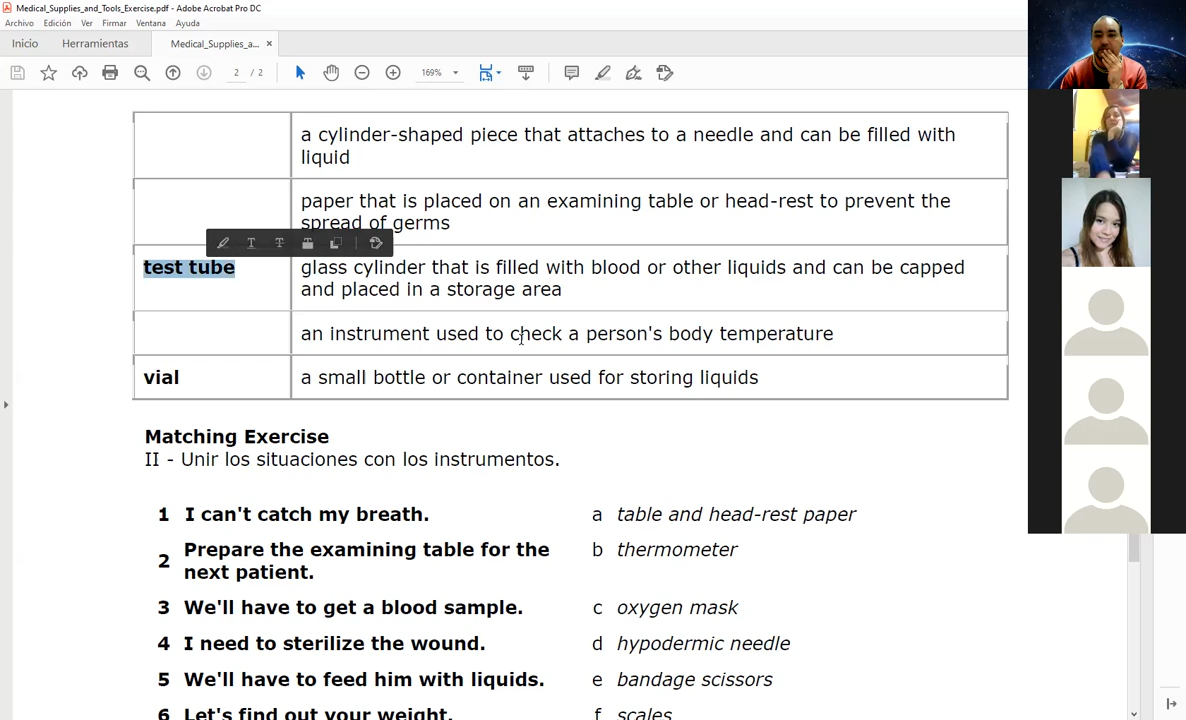 Medical_Supplies_and_Tools_Exercise.pdf - Adobe Acrobat Pro DC
Archivo Edición Ver Firmar Ventana Ayuda
Inicio Herramientas Medical_Supplies_a... ×
2 / 2 169%
a cylinder-shaped piece that attaches to a needle and can be filled with
liquid
paper that is placed on an examining table or head-rest to prevent the
spread of germs
test tube glass cylinder that is filled with blood or other liquids and can be capped
and placed in a storage area
an instrument used to check a person's body temperature
vial a small bottle or container used for storing liquids
Matching Exercise
II - Unir los situaciones con los instrumentos.
1 I can't catch my breath. a table and head-rest paper
2 Prepare the examining table for the
next patient.
b thermometer
3 We'll have to get a blood sample. c oxygen mask
4 I need to sterilize the wound. d hypodermic needle
5 We'll have to feed him with liquids. e bandage scissors
6 Let's find out your weight. f scales